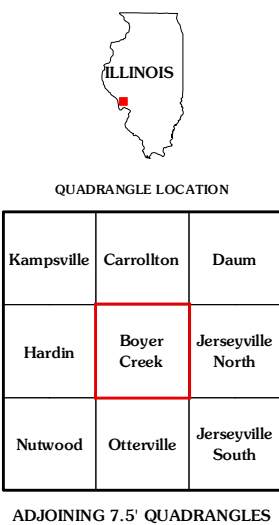 ILLINOIS
QUADRANGLE LOCATION
Kampsville Carrollton Daum
Hardin Boyer Creek Jerseyville North
Nutwood Otterville Jerseyville South
ADJOINING 7.5' QUADRANGLES